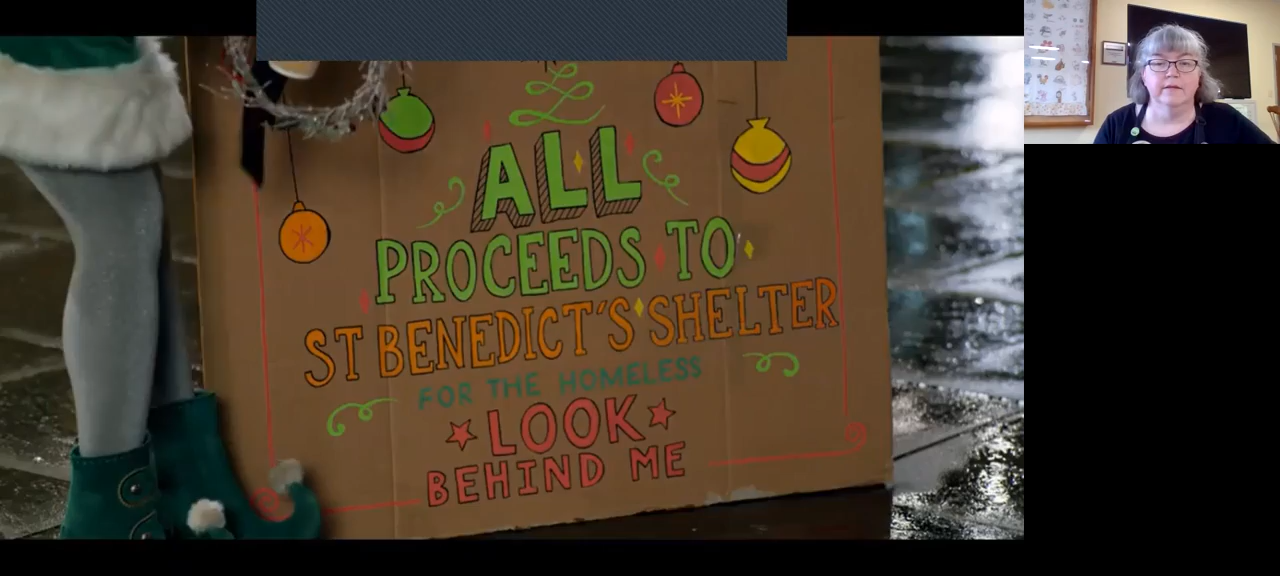 ALL
PROCEEDS TO
ST BENEDICT'S SHELTER
FOR THE HOMELESS
LOOK
BEHIND ME